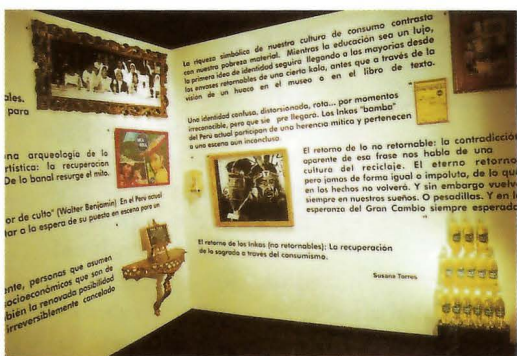 ales.
para
una arqueología de lo
rtística: la recuperación
De lo banal resurge el mito.
or de culto" (Walter Benjamin) En el Perú actual
tar a la espera de su puesta en escena para un
ente, personas que asumen
socioeconómicos que son de
bién la renovada posibilidad
irreversiblemente cancelado
La riqueza simbólica de nuestra cultura de consumo contrasta
con nuestra pobreza material. Mientras la educación sea un lujo,
la primera idea de identidad seguirá llegando a las mayorías desde
los envases retornables de una cierta kola, antes que a través de la
visión de un huaco en el museo o en el libro de texto.
Una identidad confusa, distorsionada, rota... por momentos
irreconocible, pero que sie pre llegará. Los Inkas "bamba"
del Perú actual participan de una herencia mítica y pertenecen
a una escena aun inconclusa.
El retorno de lo no retornable: la contradicción
aparente de esa frase nos habla de una
cultura del reciclaje. El eterno retorno
pero jamas de forma igual o impoluta, de lo que
en los hechos no volverá. Y sin embargo vuelve
siempre en nuestros sueños. O pesadillas. Y en la
esperanza del Gran Cambio siempre esperado
El retorno de los Inkas (no retornables); La recuperación
de lo sagrado a través del consumismo.
Susana Torres